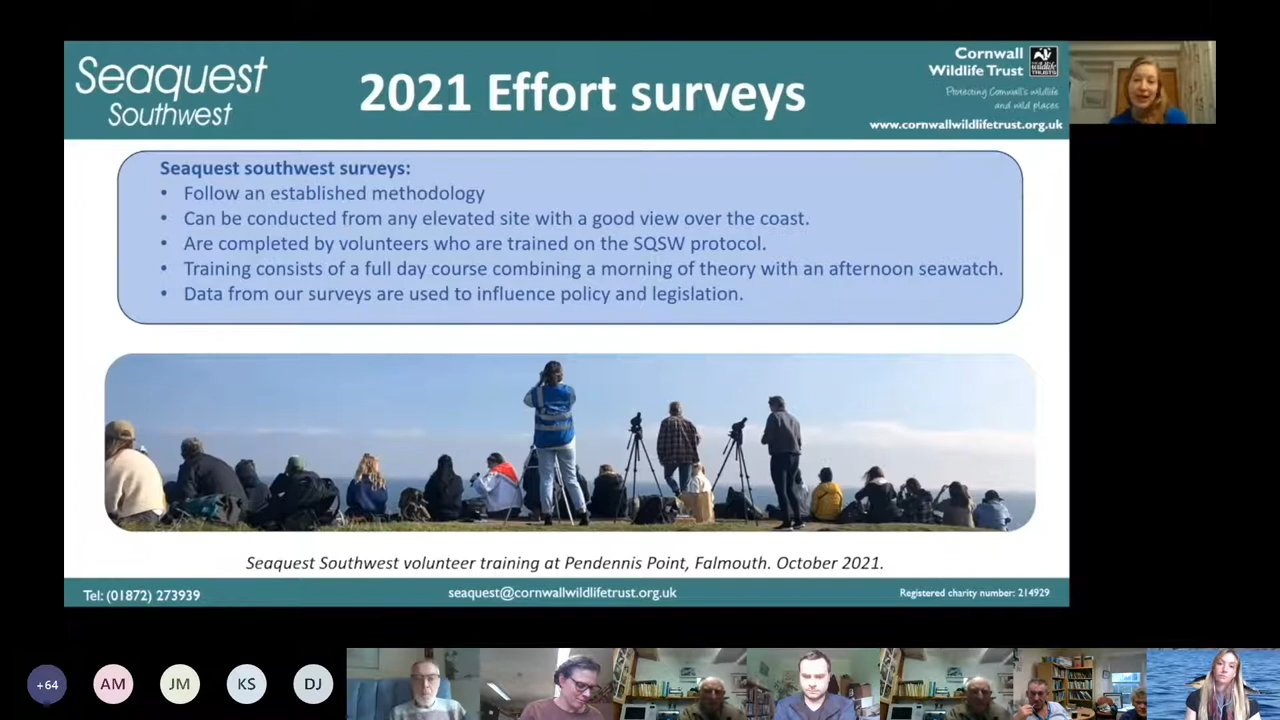 Seaquest
Southwest
2021 Effort surveys
Cornwall
Wildlife Trust
Protecting Cornwall's wildlife
and wild places
www.cornwallwildlifetrust.org.uk
Seaquest southwest surveys:
• Follow an established methodology
• Can be conducted from any elevated site with a good view over the coast.
• Are completed by volunteers who are trained on the SQSW protocol.
• Training consists of a full day course combining a morning of theory with an afternoon seawatch.
• Data from our surveys are used to influence policy and legislation.
Seaquest Southwest volunteer training at Pendennis Point, Falmouth. October 2021.
Tel: (01872) 273939
seaquest@cornwallwildlifetrust.org.uk
Registered charity number: 214929
+64
AM
JM
KS
DJ